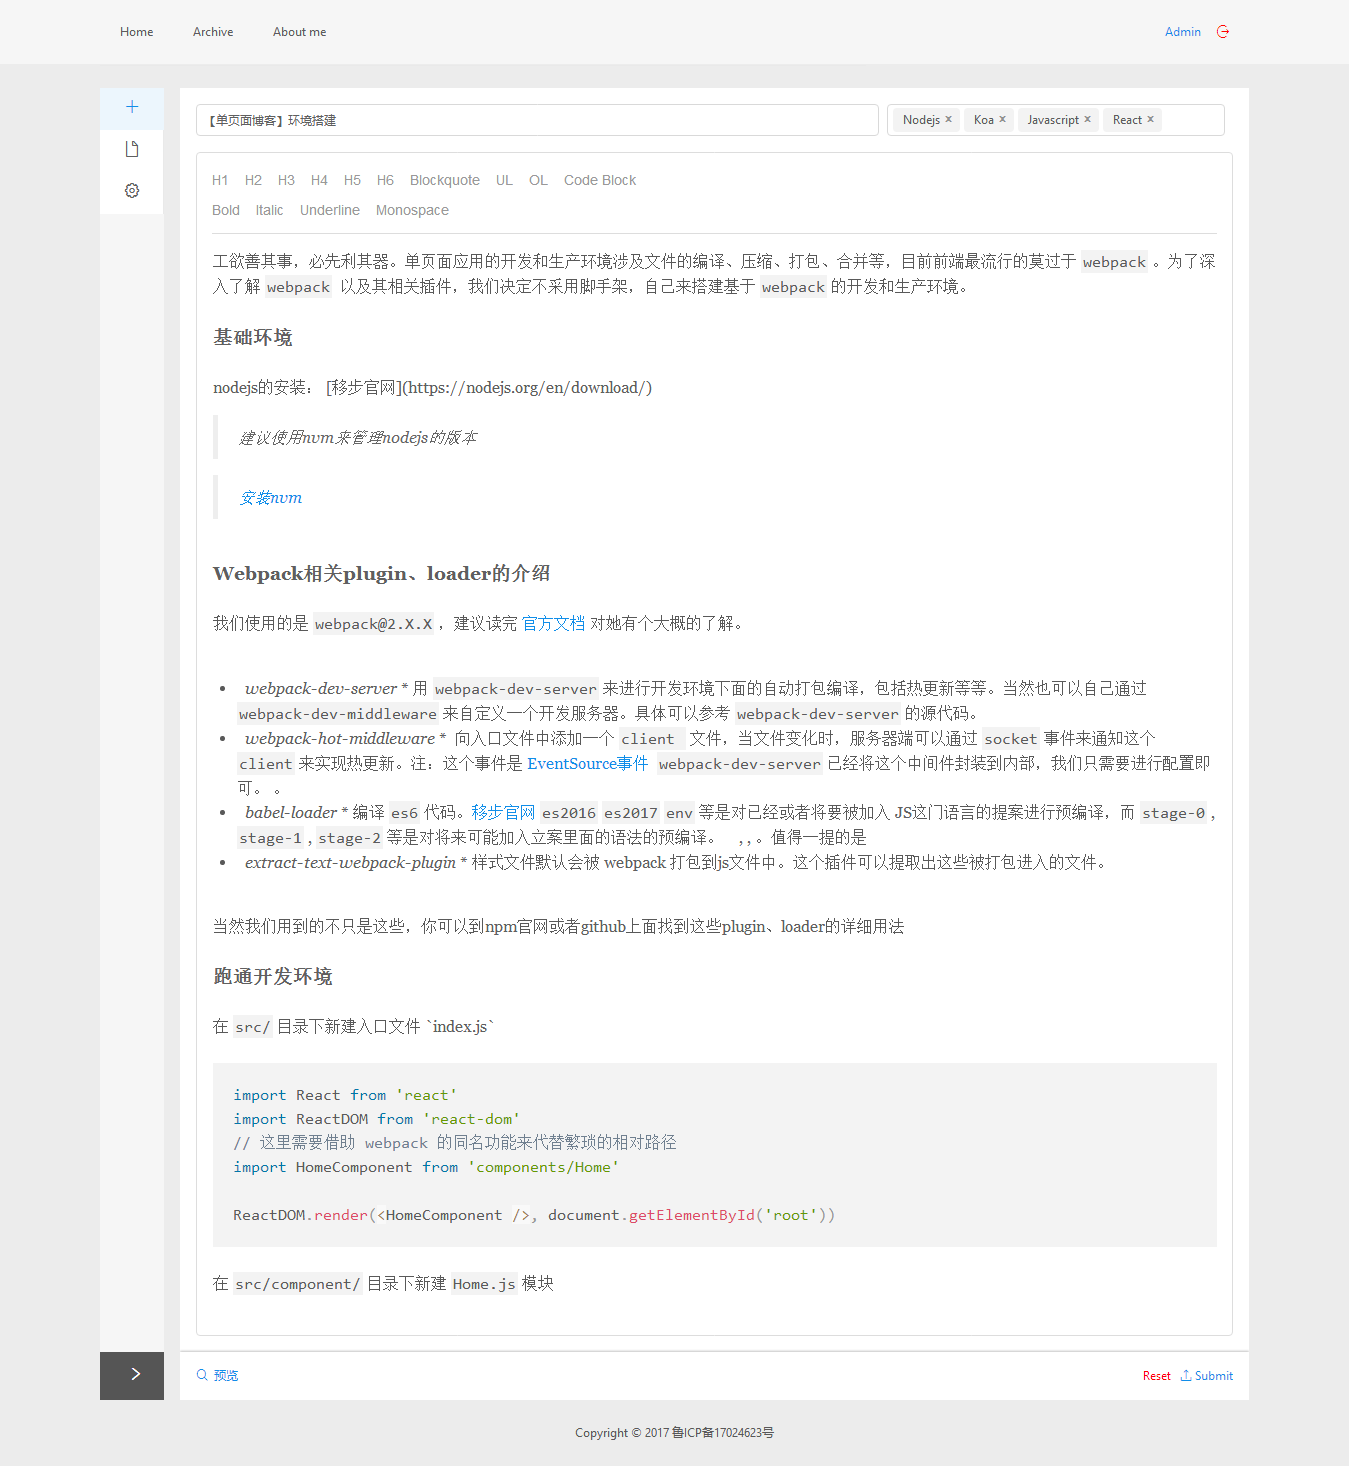 Home Archive About me Admin
【单页面博客】环境搭建 Nodejs × Koa × Javascript × React ×
H1 H2 H3 H4 H5 H6 Blockquote UL OL Code Block
Bold Italic Underline Monospace
工欲善其事，必先利其器。单页面应用的开发和生产环境涉及文件的编译、压缩、打包、合并等，目前前端最流行的莫过于 webpack 。为了深
入了解 webpack 以及其相关插件，我们决定不采用脚手架，自己来搭建基于 webpack 的开发和生产环境。
基础环境
nodejs的安装： [移步官网](https://nodejs.org/en/download/)
建议使用nvm来管理nodejs的版本
安装nvm
Webpack相关plugin、loader的介绍
我们使用的是 webpack@2.X.X ，建议读完 官方文档 对她有个大概的了解。
• webpack-dev-server * 用 webpack-dev-server 来进行开发环境下面的自动打包编译，包括热更新等等。当然也可以自己通过
webpack-dev-middleware 来自定义一个开发服务器。具体可以参考 webpack-dev-server 的源代码。
• webpack-hot-middleware * 向入口文件中添加一个 client 文件，当文件变化时，服务器端可以通过 socket 事件来通知这个
client 来实现热更新。注：这个事件是 EventSource事件 webpack-dev-server 已经将这个中间件封装到内部，我们只需要进行配置即
可。 。
• babel-loader * 编译 es6 代码。移步官网 es2016 es2017 env 等是对已经或者将要被加入 JS这门语言的提案进行预编译，而 stage-0 ,
stage-1 , stage-2 等是对将来可能加入立案里面的语法的预编译。 , , 。值得一提的是
• extract-text-webpack-plugin * 样式文件默认会被 webpack 打包到js文件中。这个插件可以提取出这些被打包进入的文件。
当然我们用到的不只是这些，你可以到npm官网或者github上面找到这些plugin、loader的详细用法
跑通开发环境
在 src/ 目录下新建入口文件 `index.js`
import React from 'react'
import ReactDOM from 'react-dom'
// 这里需要借助 webpack 的同名功能来代替繁琐的相对路径
import HomeComponent from 'components/Home'
ReactDOM.render(<HomeComponent />, document.getElementById('root'))
在 src/component/ 目录下新建 Home.js 模块
预览 Reset Submit
Copyright © 2017 鲁ICP备17024623号